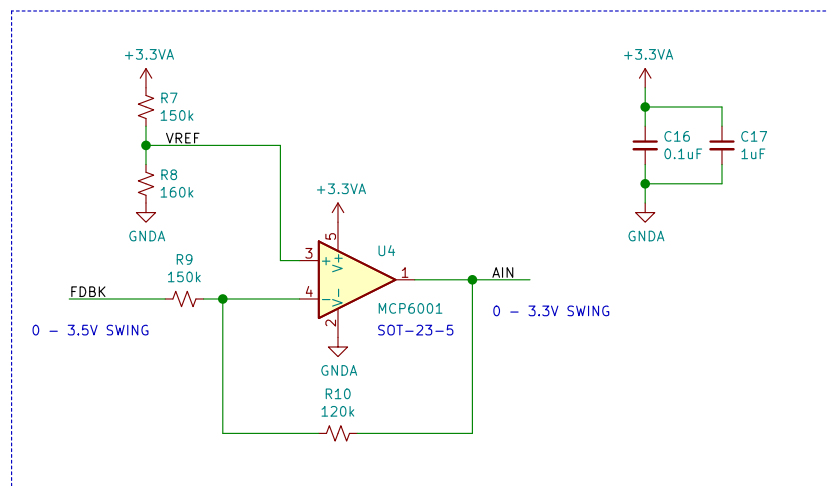 +3.3VA
R7
150k
VREF
R8
160k
GNDA
+3.3VA
C16
0.1uF
C17
1uF
GNDA
+3.3VA
5
U4
3
+
V+
1
AIN
R9
150k
FDBK
4
−
V−
MCP6001
0 − 3.3V SWING
0 − 3.5V SWING
2
SOT−23−5
GNDA
R10
120k